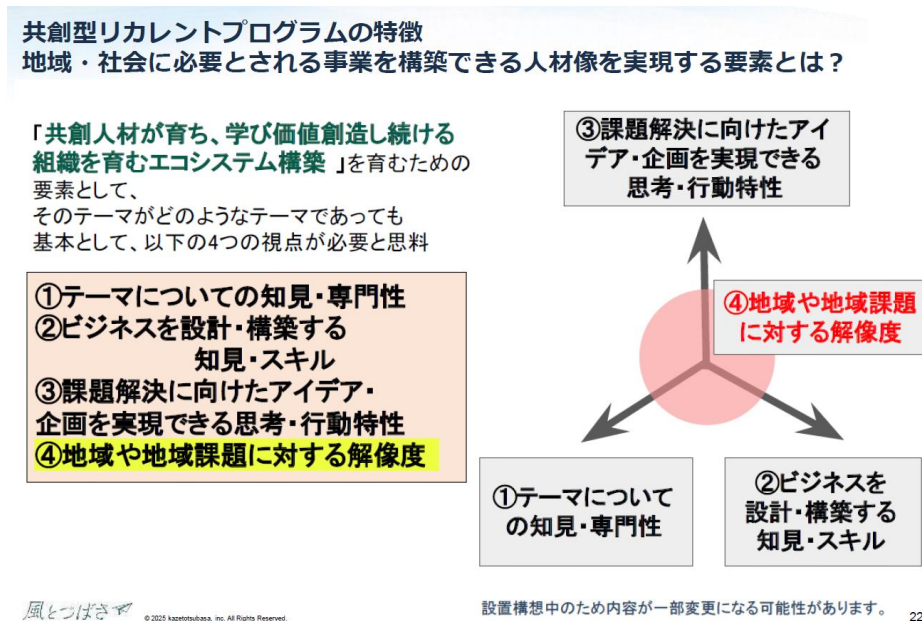 共創型リカレントプログラムの特徴
地域・社会に必要とされる事業を構築できる人材像を実現する要素とは？
「共創人材が育ち、学び価値創造し続ける
組織を育むエコシステム構築 」を育むための
要素として、
そのテーマがどのようなテーマであっても
基本として、以下の4つの視点が必要と思料
①テーマについての知見・専門性
②ビジネスを設計・構築する
知見・スキル
③課題解決に向けたアイデア・
企画を実現できる思考・行動特性
④地域や地域課題に対する解像度
③課題解決に向けたアイ
デア・企画を実現できる
思考・行動特性
④地域や地域課題
に対する解像度
①テーマについて
の知見・専門性
②ビジネスを
設計・構築する
知見・スキル
風とつばさ
© 2025 kazetotsubasa, inc. All Rights Reserved.
設置構想中のため内容が一部変更になる可能性があります。
22